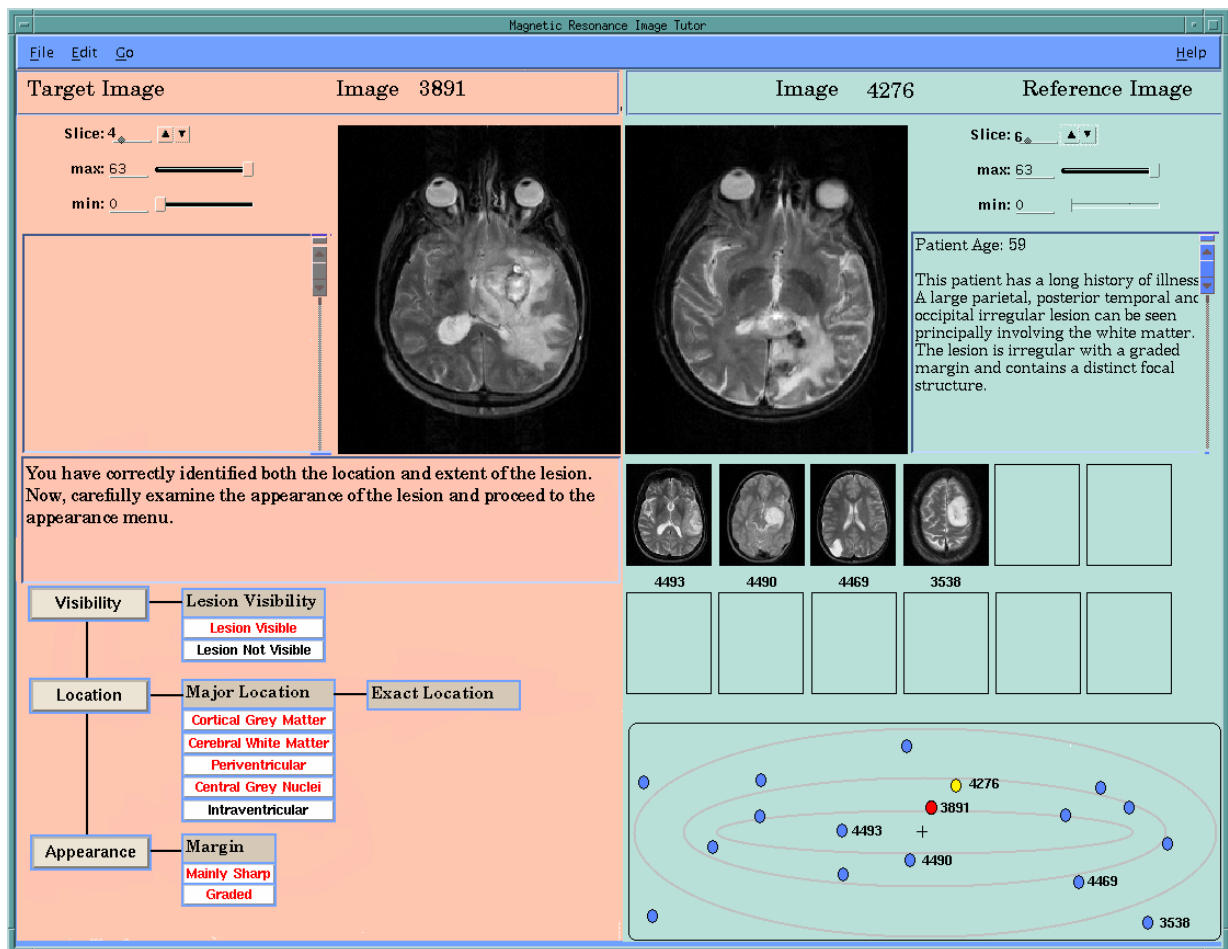 Magnetic Resonance Image Tutor
File Edit Go Help
Target Image Image 3891
Image 4276 Reference Image
Slice: 4
max: 63
min: 0
Slice: 6
max: 63
min: 0
Patient Age: 59
This patient has a long history of illness
A large parietal, posterior temporal and
occipital irregular lesion can be seen
principally involving the white matter.
The lesion is irregular with a graded
margin and contains a distinct focal
structure.
You have correctly identified both the location and extent of the lesion.
Now, carefully examine the appearance of the lesion and proceed to the
appearance menu.
4493 4490 4469 3538
Visibility
Lesion Visibility
Lesion Visible
Lesion Not Visible
Location
Major Location
Exact Location
Cortical Grey Matter
Cerebral White Matter
Periventricular
Central Grey Nuclei
Intraventricular
Appearance
Margin
Mainly Sharp
Graded
4276
3891
4493
4490
4469
3538